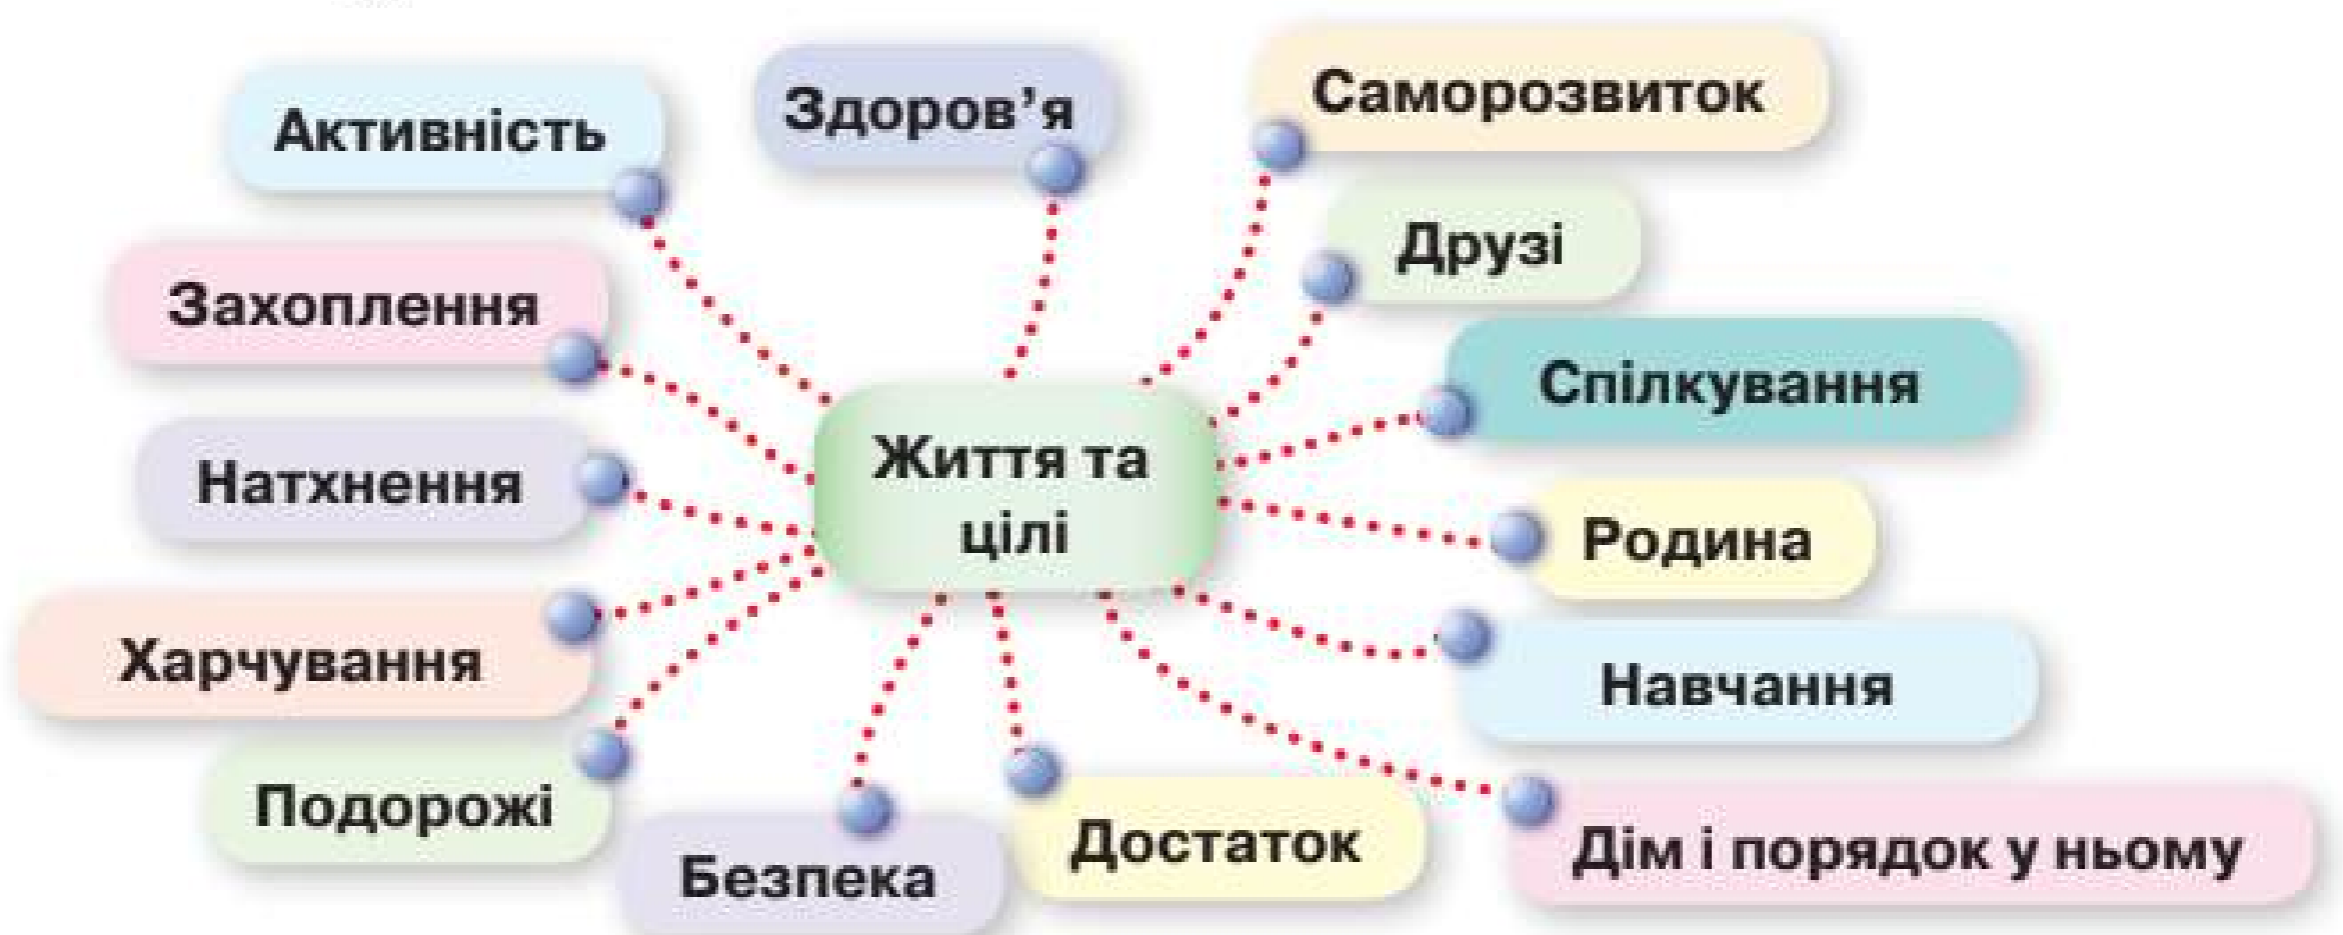 Активність
Здоров’я
Саморозвиток
Захоплення
Друзі
Спілкування
Натхнення
Життя та
цілі
Родина
Харчування
Навчання
Подорожі
Безпека
Достаток
Дім і порядок у ньому